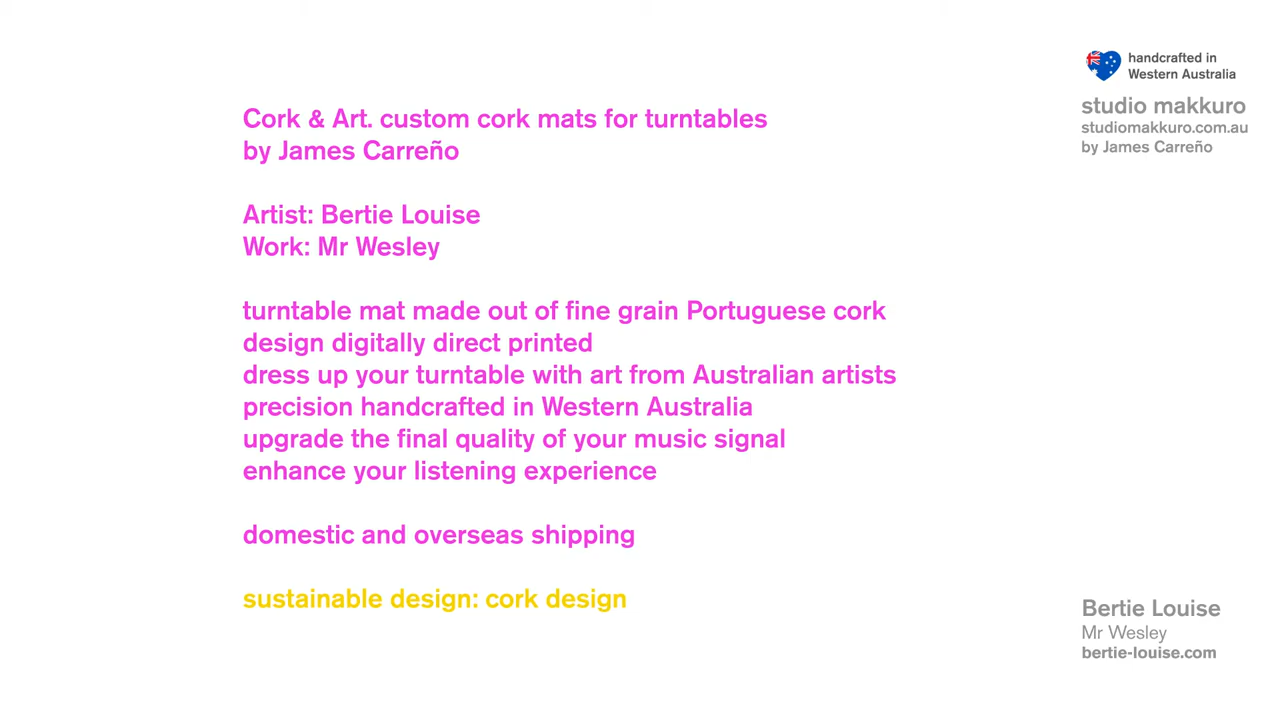 Cork & Art. custom cork mats for turntables
by James Carreño
Artist: Bertie Louise
Work: Mr Wesley
turntable mat made out of fine grain Portuguese cork
design digitally direct printed
dress up your turntable with art from Australian artists
precision handcrafted in Western Australia
upgrade the final quality of your music signal
enhance your listening experience
domestic and overseas shipping
sustainable design: cork design
handcrafted in
Western Australia
studio makkuro
studiomakkuro.com.au
by James Carreño
Bertie Louise
Mr Wesley
bertie-louise.com